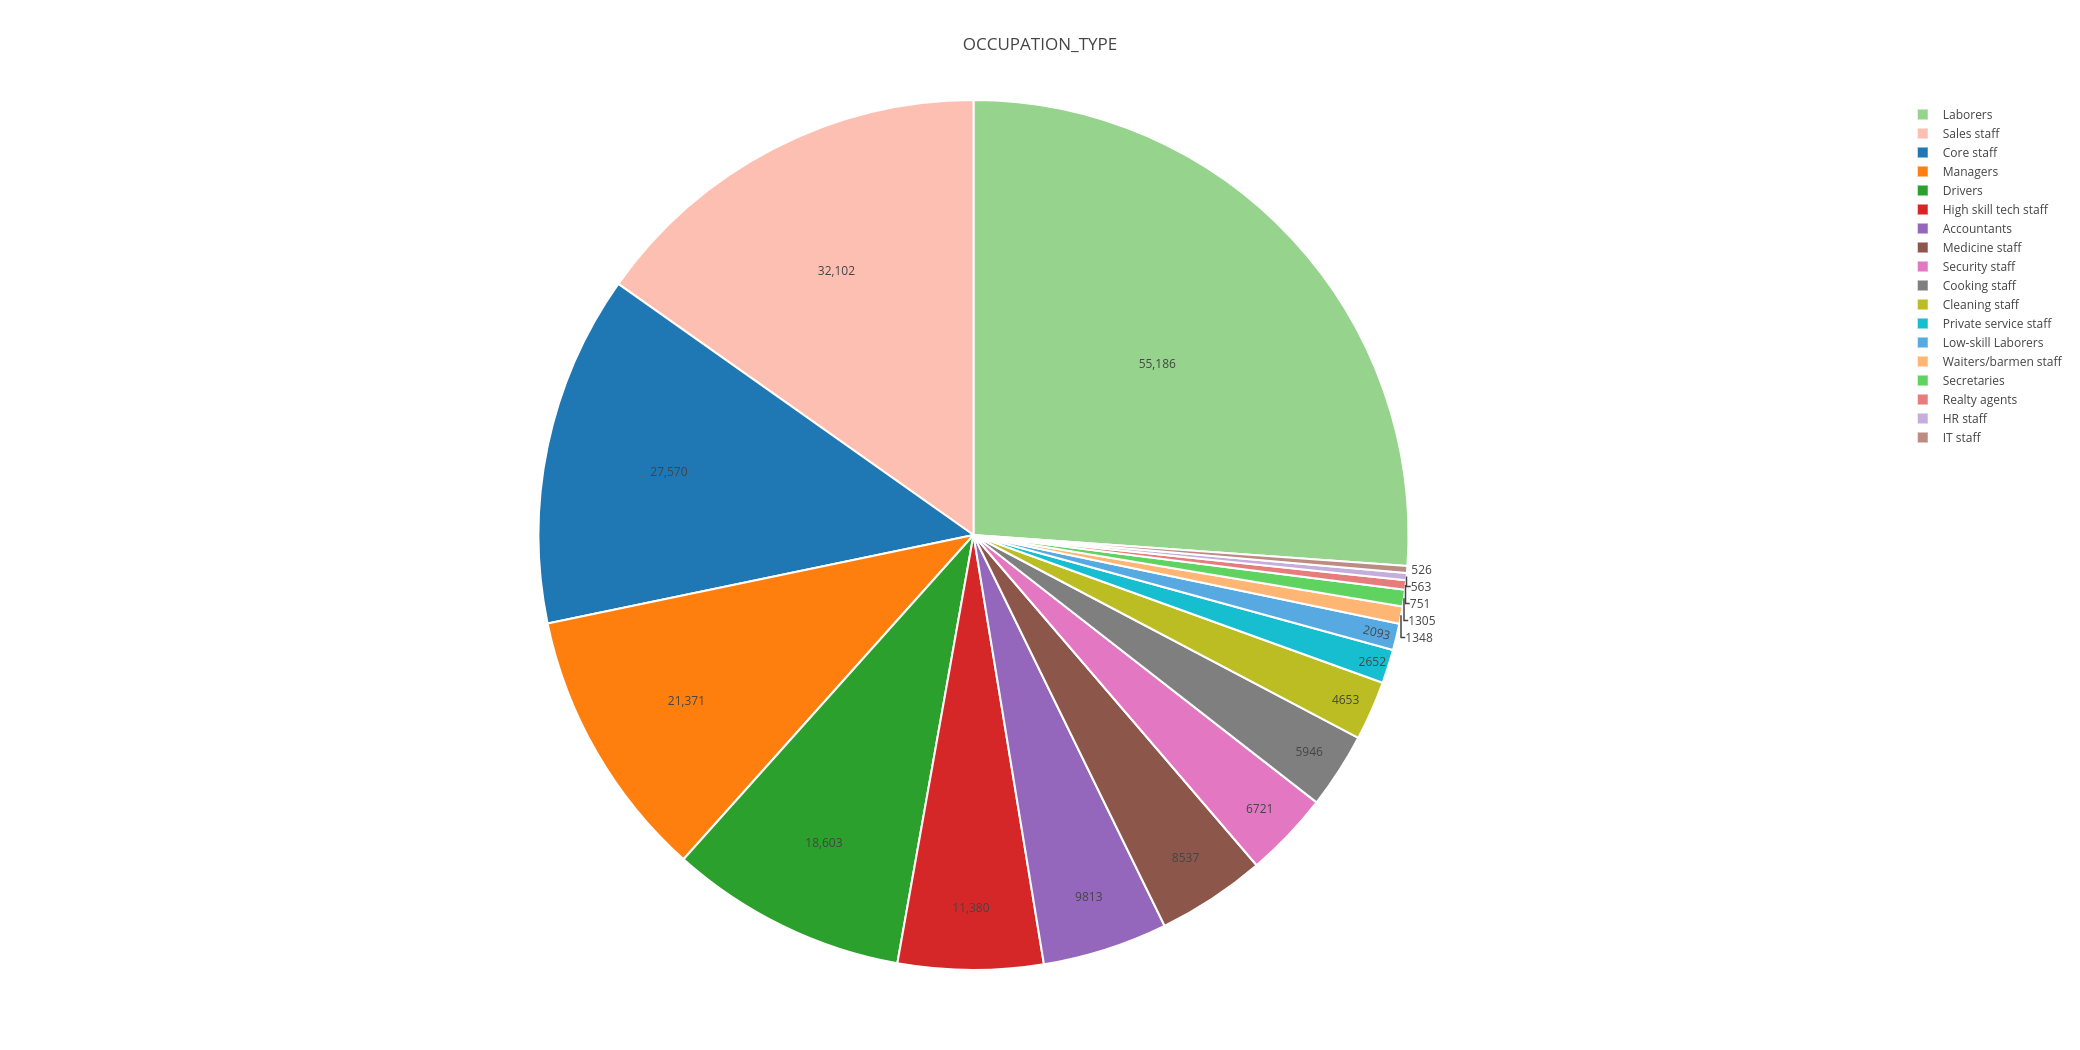 OCCUPATION_TYPE
55,186
32,102
27,570
21,371
18,603
11,380
9813
8537
6721
5946
4653
2652
2093
1348
1305
751
563
526
Laborers
Sales staff
Core staff
Managers
Drivers
High skill tech staff
Accountants
Medicine staff
Security staff
Cooking staff
Cleaning staff
Private service staff
Low-skill Laborers
Waiters/barmen staff
Secretaries
Realty agents
HR staff
IT staff